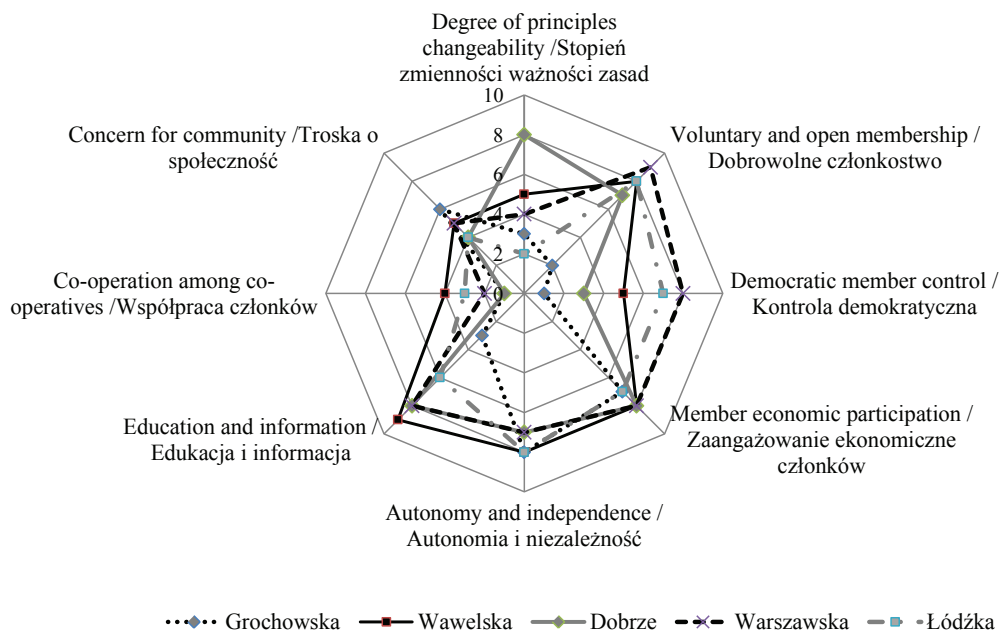 Degree of principles
changeability /Stopień
zmienności ważności zasad
10
8
6
4
2
0
Voluntary and open membership /
Dobrowolne członkostwo
Democratic member control /
Kontrola demokratyczna
Member economic participation /
Zaangażowanie ekonomiczne
członków
Autonomy and independence /
Autonomia i niezależność
Education and information /
Edukacja i informacja
Co-operation among co-
operatives /Współpraca członków
Concern for community /Troska o
społeczność
Grochowska Wawelska Dobrze Warszawska Łódźka